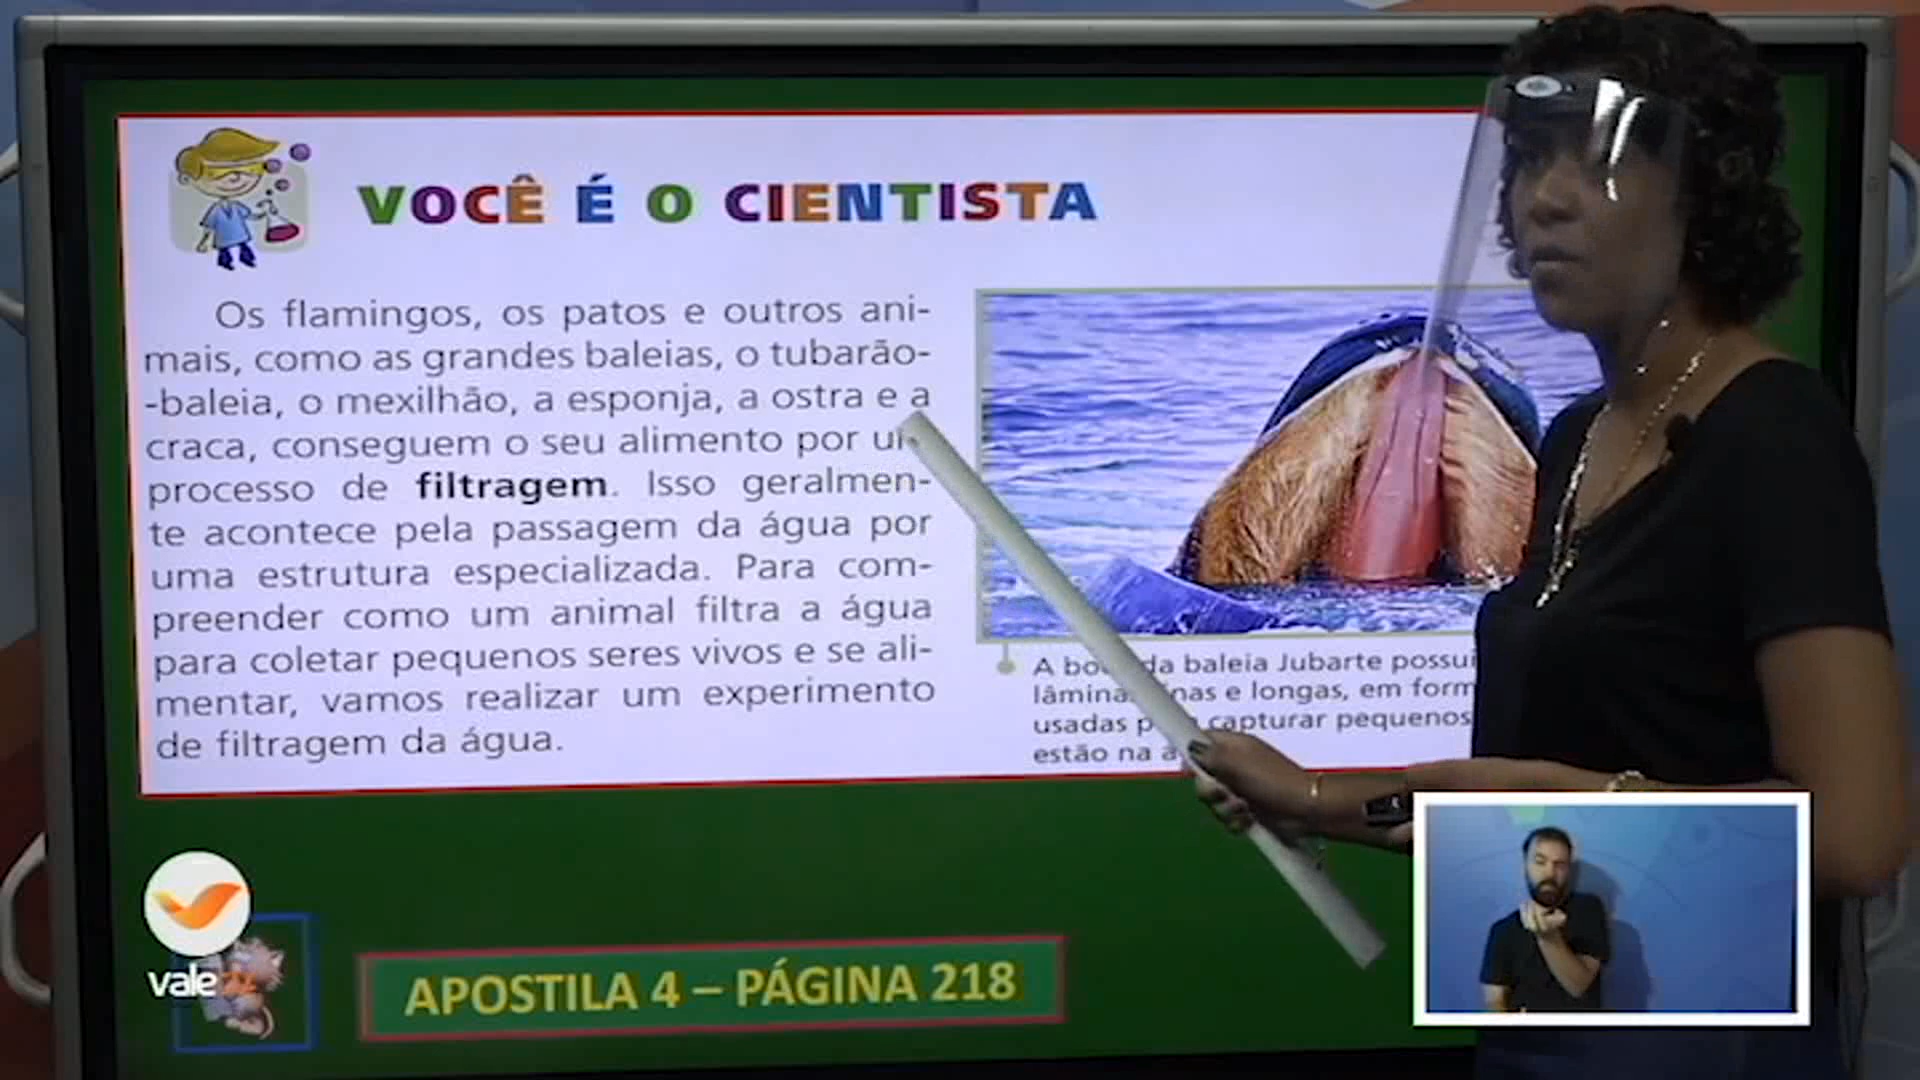 VOCÊ É O CIENTISTA
Os flamingos, os patos e outros ani-
mais, como as grandes baleias, o tubarão-
-baleia, o mexilhão, a esponja, a ostra e a
craca, conseguem o seu alimento por
processo de filtragem. Isso geralmen-
te acontece pela passagem da água por
uma estrutura especializada. Para com-
preender como um animal filtra a água
para coletar pequenos seres vivos e se ali-
mentar, vamos realizar um experimento
de filtragem da água.
A da baleia Jubarte possui
e longas, em
usadas capturar pequenos
estão na
vale
APOSTILA 4 – PÁGINA 218